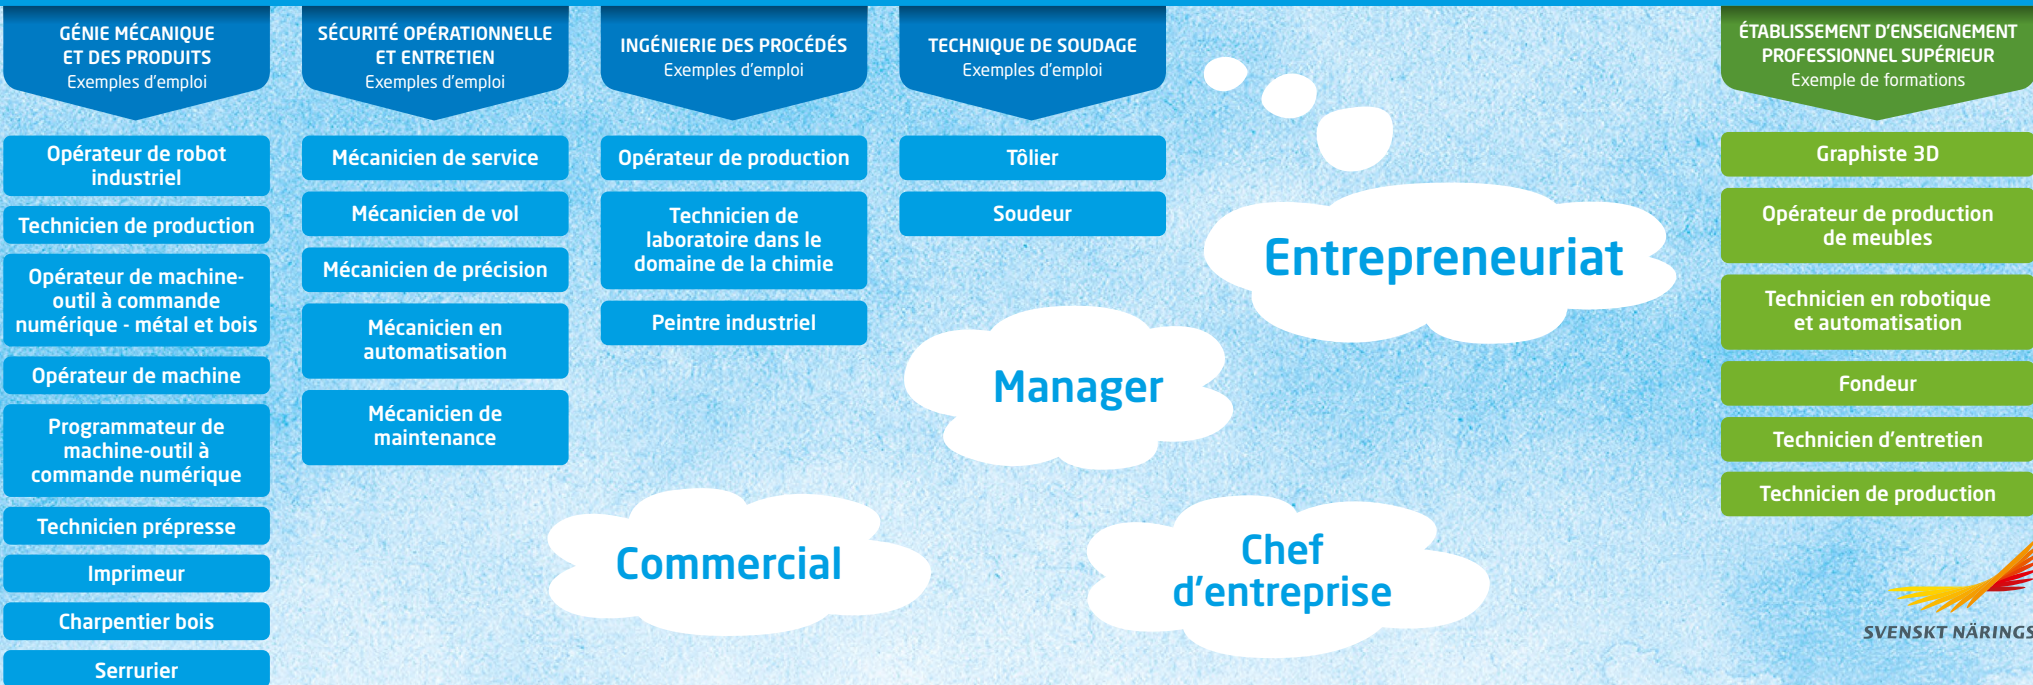 GÉNIE MÉCANIQUE
ET DES PRODUITS
Exemples d'emploi
Opérateur de robot
industriel
Technicien de production
Opérateur de machine-
outil à commande
numérique - métal et bois
Opérateur de machine
Programmateur de
machine-outil à
commande numérique
Technicien prépresse
Imprimeur
Charpentier bois
Serrurier
SÉCURITÉ OPÉRATIONNELLE
ET ENTRETIEN
Exemples d'emploi
Mécanicien de service
Mécanicien de vol
Mécanicien de précision
Mécanicien en
automatisation
Mécanicien de
maintenance
INGÉNIERIE DES PROCÉDÉS
Exemples d'emploi
Opérateur de production
Technicien de
laboratoire dans le
domaine de la chimie
Peintre industriel
TECHNIQUE DE SOUDAGE
Exemples d'emploi
Tôlier
Soudeur
Entrepreneuriat
Manager
Commercial
Chef
d'entreprise
ÉTABLISSEMENT D'ENSEIGNEMENT
PROFESSIONNEL SUPÉRIEUR
Exemple de formations
Graphiste 3D
Opérateur de production
de meubles
Technicien en robotique
et automatisation
Fondeur
Technicien d'entretien
Technicien de production
SVENSKT NÄRINGS